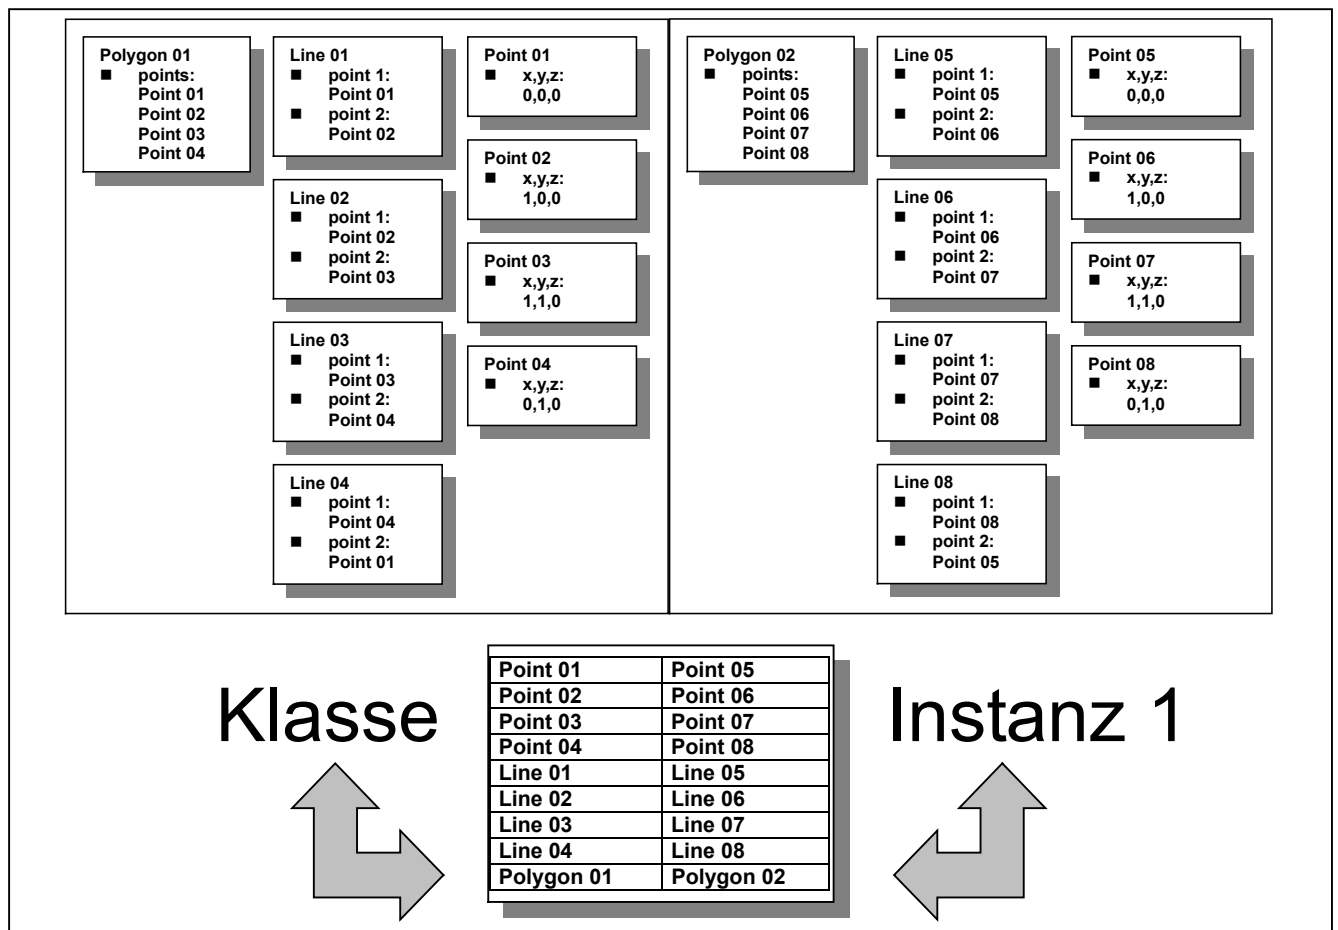 Polygon 01
■ points:
Point 01
Point 02
Point 03
Point 04
Line 01
■ point 1:
Point 01
■ point 2:
Point 02
Line 02
■ point 1:
Point 02
■ point 2:
Point 03
Line 03
■ point 1:
Point 03
■ point 2:
Point 04
Line 04
■ point 1:
Point 04
■ point 2:
Point 01
Point 01
■ x,y,z:
0,0,0
Point 02
■ x,y,z:
1,0,0
Point 03
■ x,y,z:
1,1,0
Point 04
■ x,y,z:
0,1,0
Polygon 02
■ points:
Point 05
Point 06
Point 07
Point 08
Line 05
■ point 1:
Point 05
■ point 2:
Point 06
Line 06
■ point 1:
Point 06
■ point 2:
Point 07
Line 07
■ point 1:
Point 07
■ point 2:
Point 08
Line 08
■ point 1:
Point 08
■ point 2:
Point 05
Point 05
■ x,y,z:
0,0,0
Point 06
■ x,y,z:
1,0,0
Point 07
■ x,y,z:
1,1,0
Point 08
■ x,y,z:
0,1,0
Klasse
Point 01 Point 05
Point 02 Point 06
Point 03 Point 07
Point 04 Point 08
Line 01 Line 05
Line 02 Line 06
Line 03 Line 07
Line 04 Line 08
Polygon 01 Polygon 02
Instanz 1